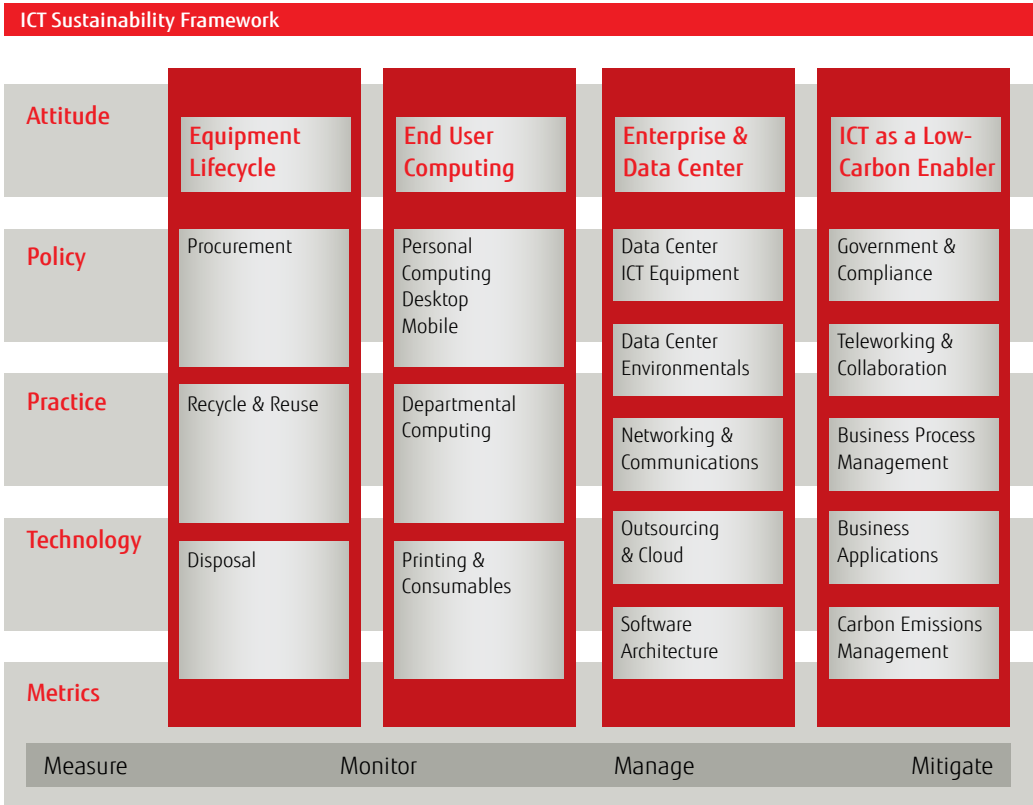 ICT Sustainability Framework
Attitude
Equipment
Lifecycle
End User
Computing
Enterprise &
Data Center
ICT as a Low-
Carbon Enabler
Policy
Procurement
Personal
Computing
Desktop
Mobile
Data Center
ICT Equipment
Government &
Compliance
Data Center
Environmentals
Teleworking &
Collaboration
Practice
Recycle & Reuse
Departmental
Computing
Networking &
Communications
Business Process
Management
Technology
Disposal
Printing &
Consumables
Outsourcing
& Cloud
Business
Applications
Software
Architecture
Carbon Emissions
Management
Metrics
Measure
Monitor
Manage
Mitigate